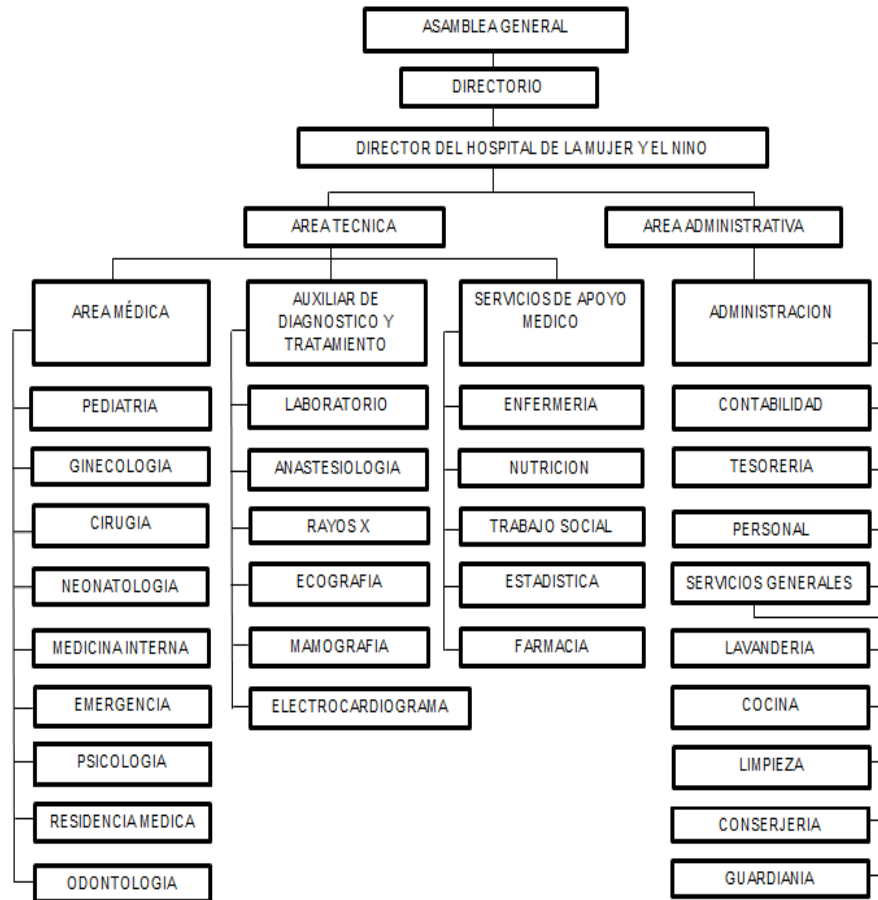 ASAMBLEA GENERAL
DIRECTORIO
DIRECTOR DEL HOSPITAL DE LA MUJER Y EL NINO
AREA TECNICA
AREA ADMINISTRATIVA
AREA MÉDICA
PEDIATRIA
GINECOLOGIA
CIRUGIA
NEONATOLOGIA
MEDICINA INTERNA
EMERGENCIA
PSICOLOGIA
RESIDENCIA MEDICA
ODONTOLOGIA
AUXILIAR DE
DIAGNOSTICO Y
TRATAMIENTO
LABORATORIO
ANASTESIOLOGIA
RAYOS X
ECOGRAFIA
MAMOGRAFIA
ELECTROCARDIOGRAMA
SERVICIOS DE APOYO
MEDICO
ENFERMERIA
NUTRICION
TRABAJO SOCIAL
ESTADISTICA
FARMACIA
ADMINISTRACION
CONTABILIDAD
TESORERIA
PERSONAL
SERVICIOS GENERALES
LAVANDERIA
COCINA
LIMPIEZA
CONSERJERIA
GUARDIANIA